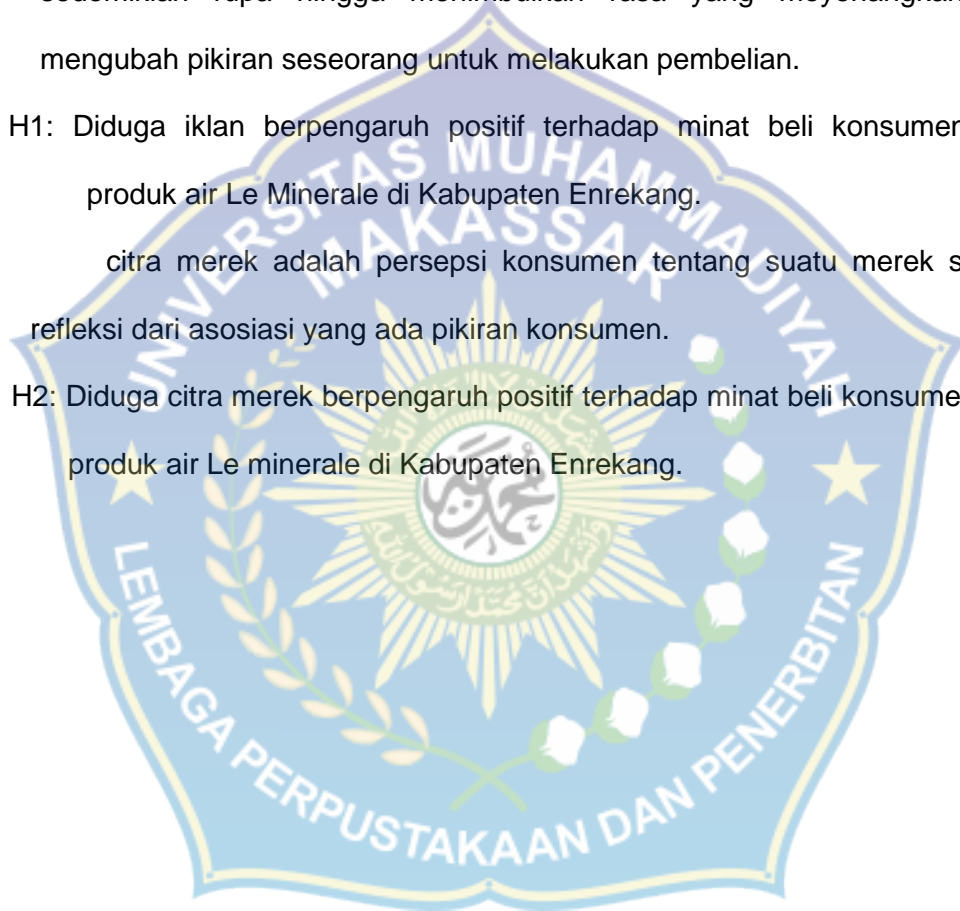 mengubah pikiran seseorang untuk melakukan pembelian.
H1: Diduga iklan berpengaruh positif terhadap minat beli konsumen
produk air Le Minerale di Kabupaten Enrekang.
citra merek adalah persepsi konsumen tentang suatu merek s
refleksi dari asosiasi yang ada pikiran konsumen.
H2: Diduga citra merek berpengaruh positif terhadap minat beli konsume
produk air Le minerale di Kabupaten Enrekang.
UNIVERSITAS MUHAMMADIYAH
MAKASSAR
LEMBAGA PERPUSTAKAAN DAN PENERBITAN